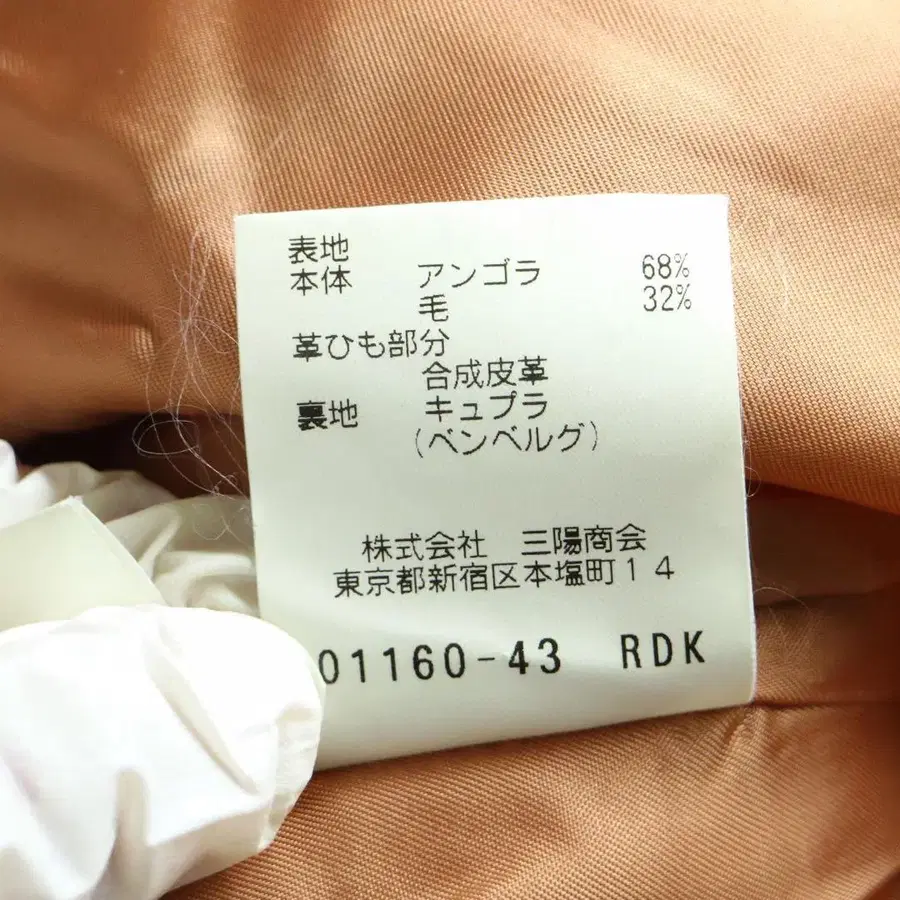 表地
本体 アンゴラ 68%
毛 32%
革ひも部分
合成皮革
裏地 キュプラ
(ベンベルグ)
株式会社 三陽商会
東京都新宿区本塩町14
01160-43 RDK